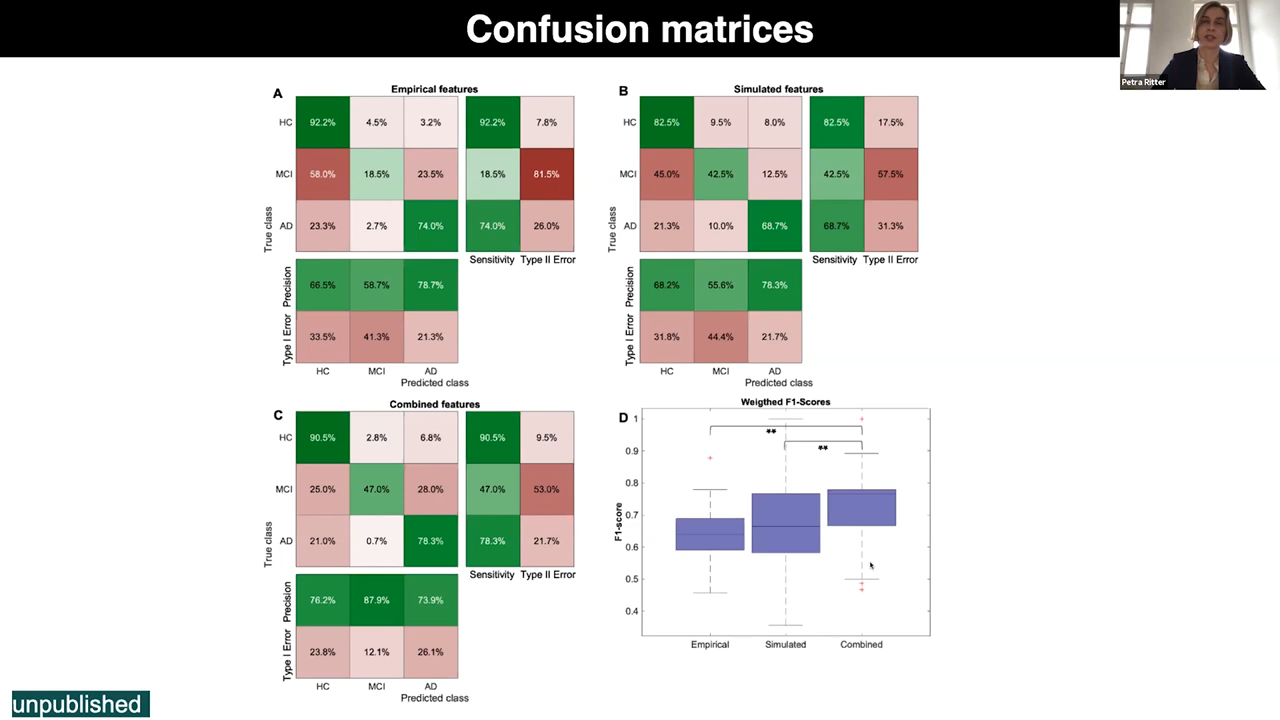 Confusion matrices
Petra Ritter
A
Empirical features
HC 92.2% 4.5% 3.2% 92.2% 7.8%
MCI 58.0% 18.5% 23.5% 18.5% 81.5%
AD 23.3% 2.7% 74.0% 74.0% 26.0%
True class
Sensitivity Type II Error
Precision 66.5% 58.7% 78.7%
Type I Error 33.5% 41.3% 21.3%
HC MCI AD
Predicted class
B
Simulated features
HC 82.5% 9.5% 8.0% 82.5% 17.5%
MCI 45.0% 42.5% 12.5% 42.5% 57.5%
AD 21.3% 10.0% 68.7% 68.7% 31.3%
True class
Sensitivity Type II Error
Precision 68.2% 55.6% 78.3%
Type I Error 31.8% 44.4% 21.7%
HC MCI AD
Predicted class
C
Combined features
HC 90.5% 2.8% 6.8% 90.5% 9.5%
MCI 25.0% 47.0% 28.0% 47.0% 53.0%
AD 21.0% 0.7% 78.3% 78.3% 21.7%
True class
Sensitivity Type II Error
Precision 76.2% 87.9% 73.9%
Type I Error 23.8% 12.1% 26.1%
HC MCI AD
Predicted class
D
Weigthed F1-Scores
1
**
0.9
**
0.8
0.7
0.6
0.5
0.4
F1-score
Empirical Simulated Combined
unpublished